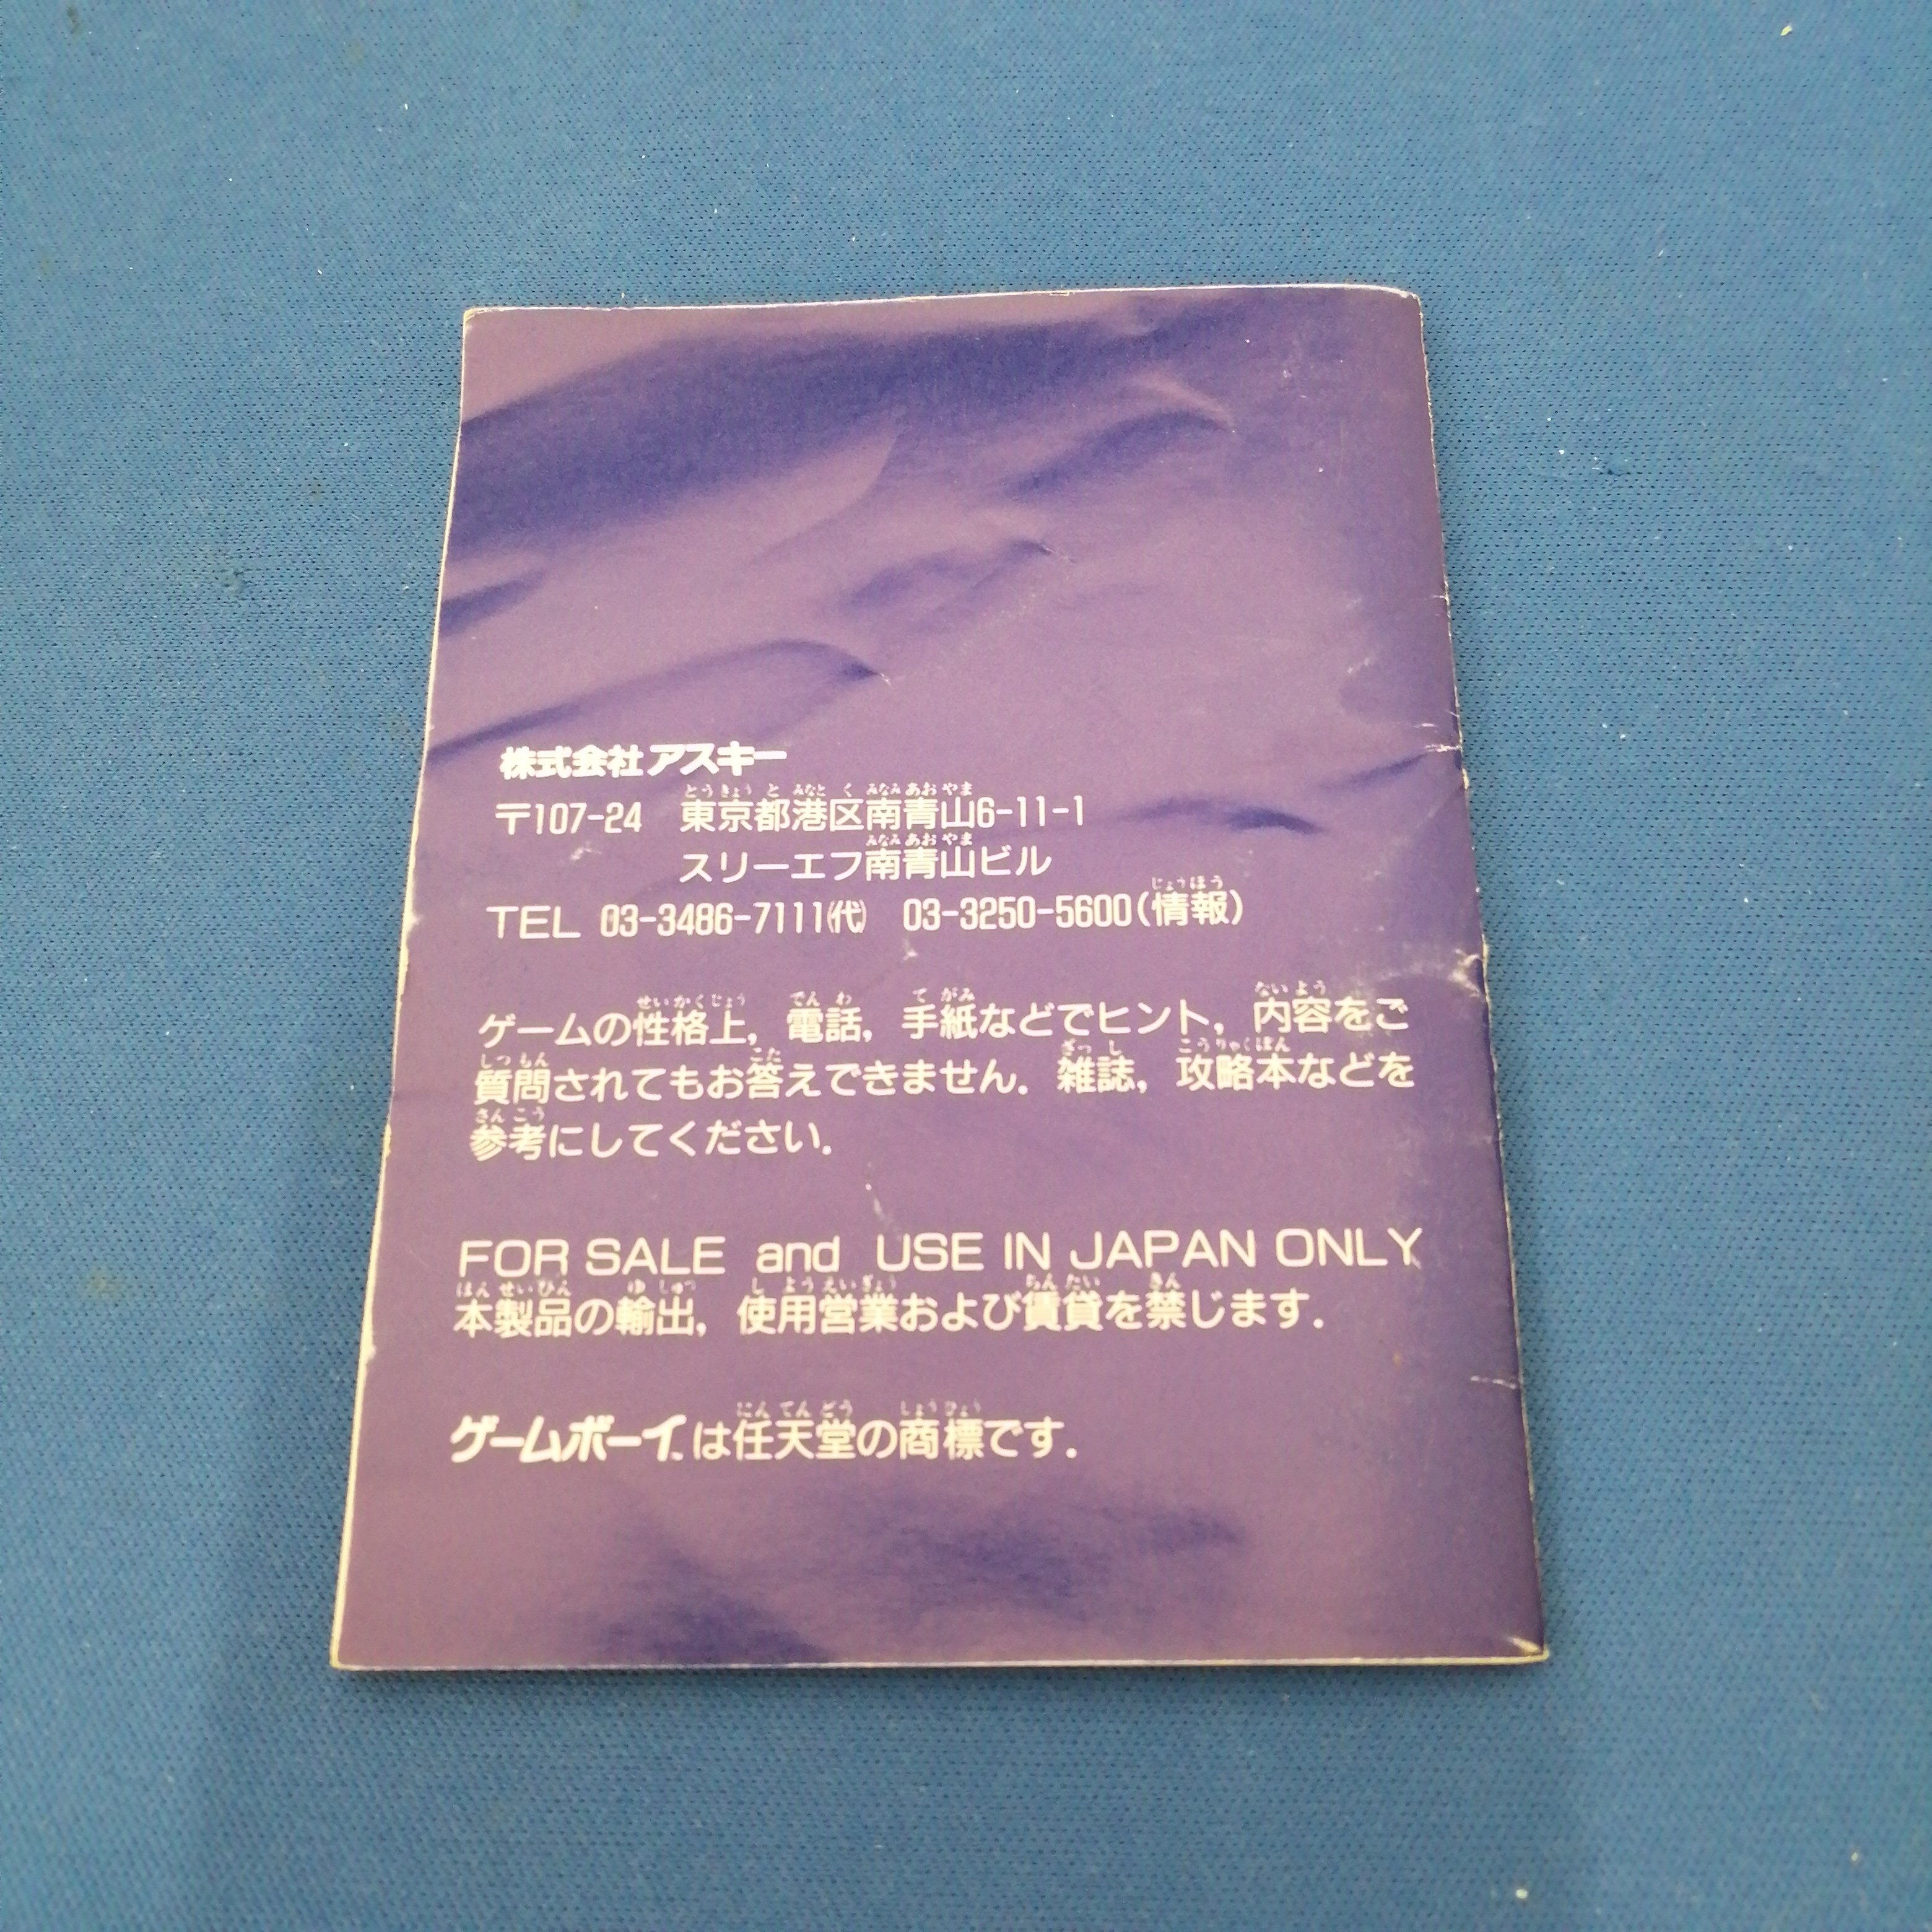 株式会社アスキー
〒107-24 東京都港区南青山6-11-1
スリーエフ南青山ビル
TEL 03-3486-7111(代) 03-3250-5600(情報)
ゲームの性格上，電話，手紙などでヒント，内容をご
質問されてもお答えできません．雑誌，攻略本などを
参考にしてください．
FOR SALE and USE IN JAPAN ONLY
本製品の輸出，使用営業および賃貸を禁じます．
ゲームボーイは任天堂の商標です．